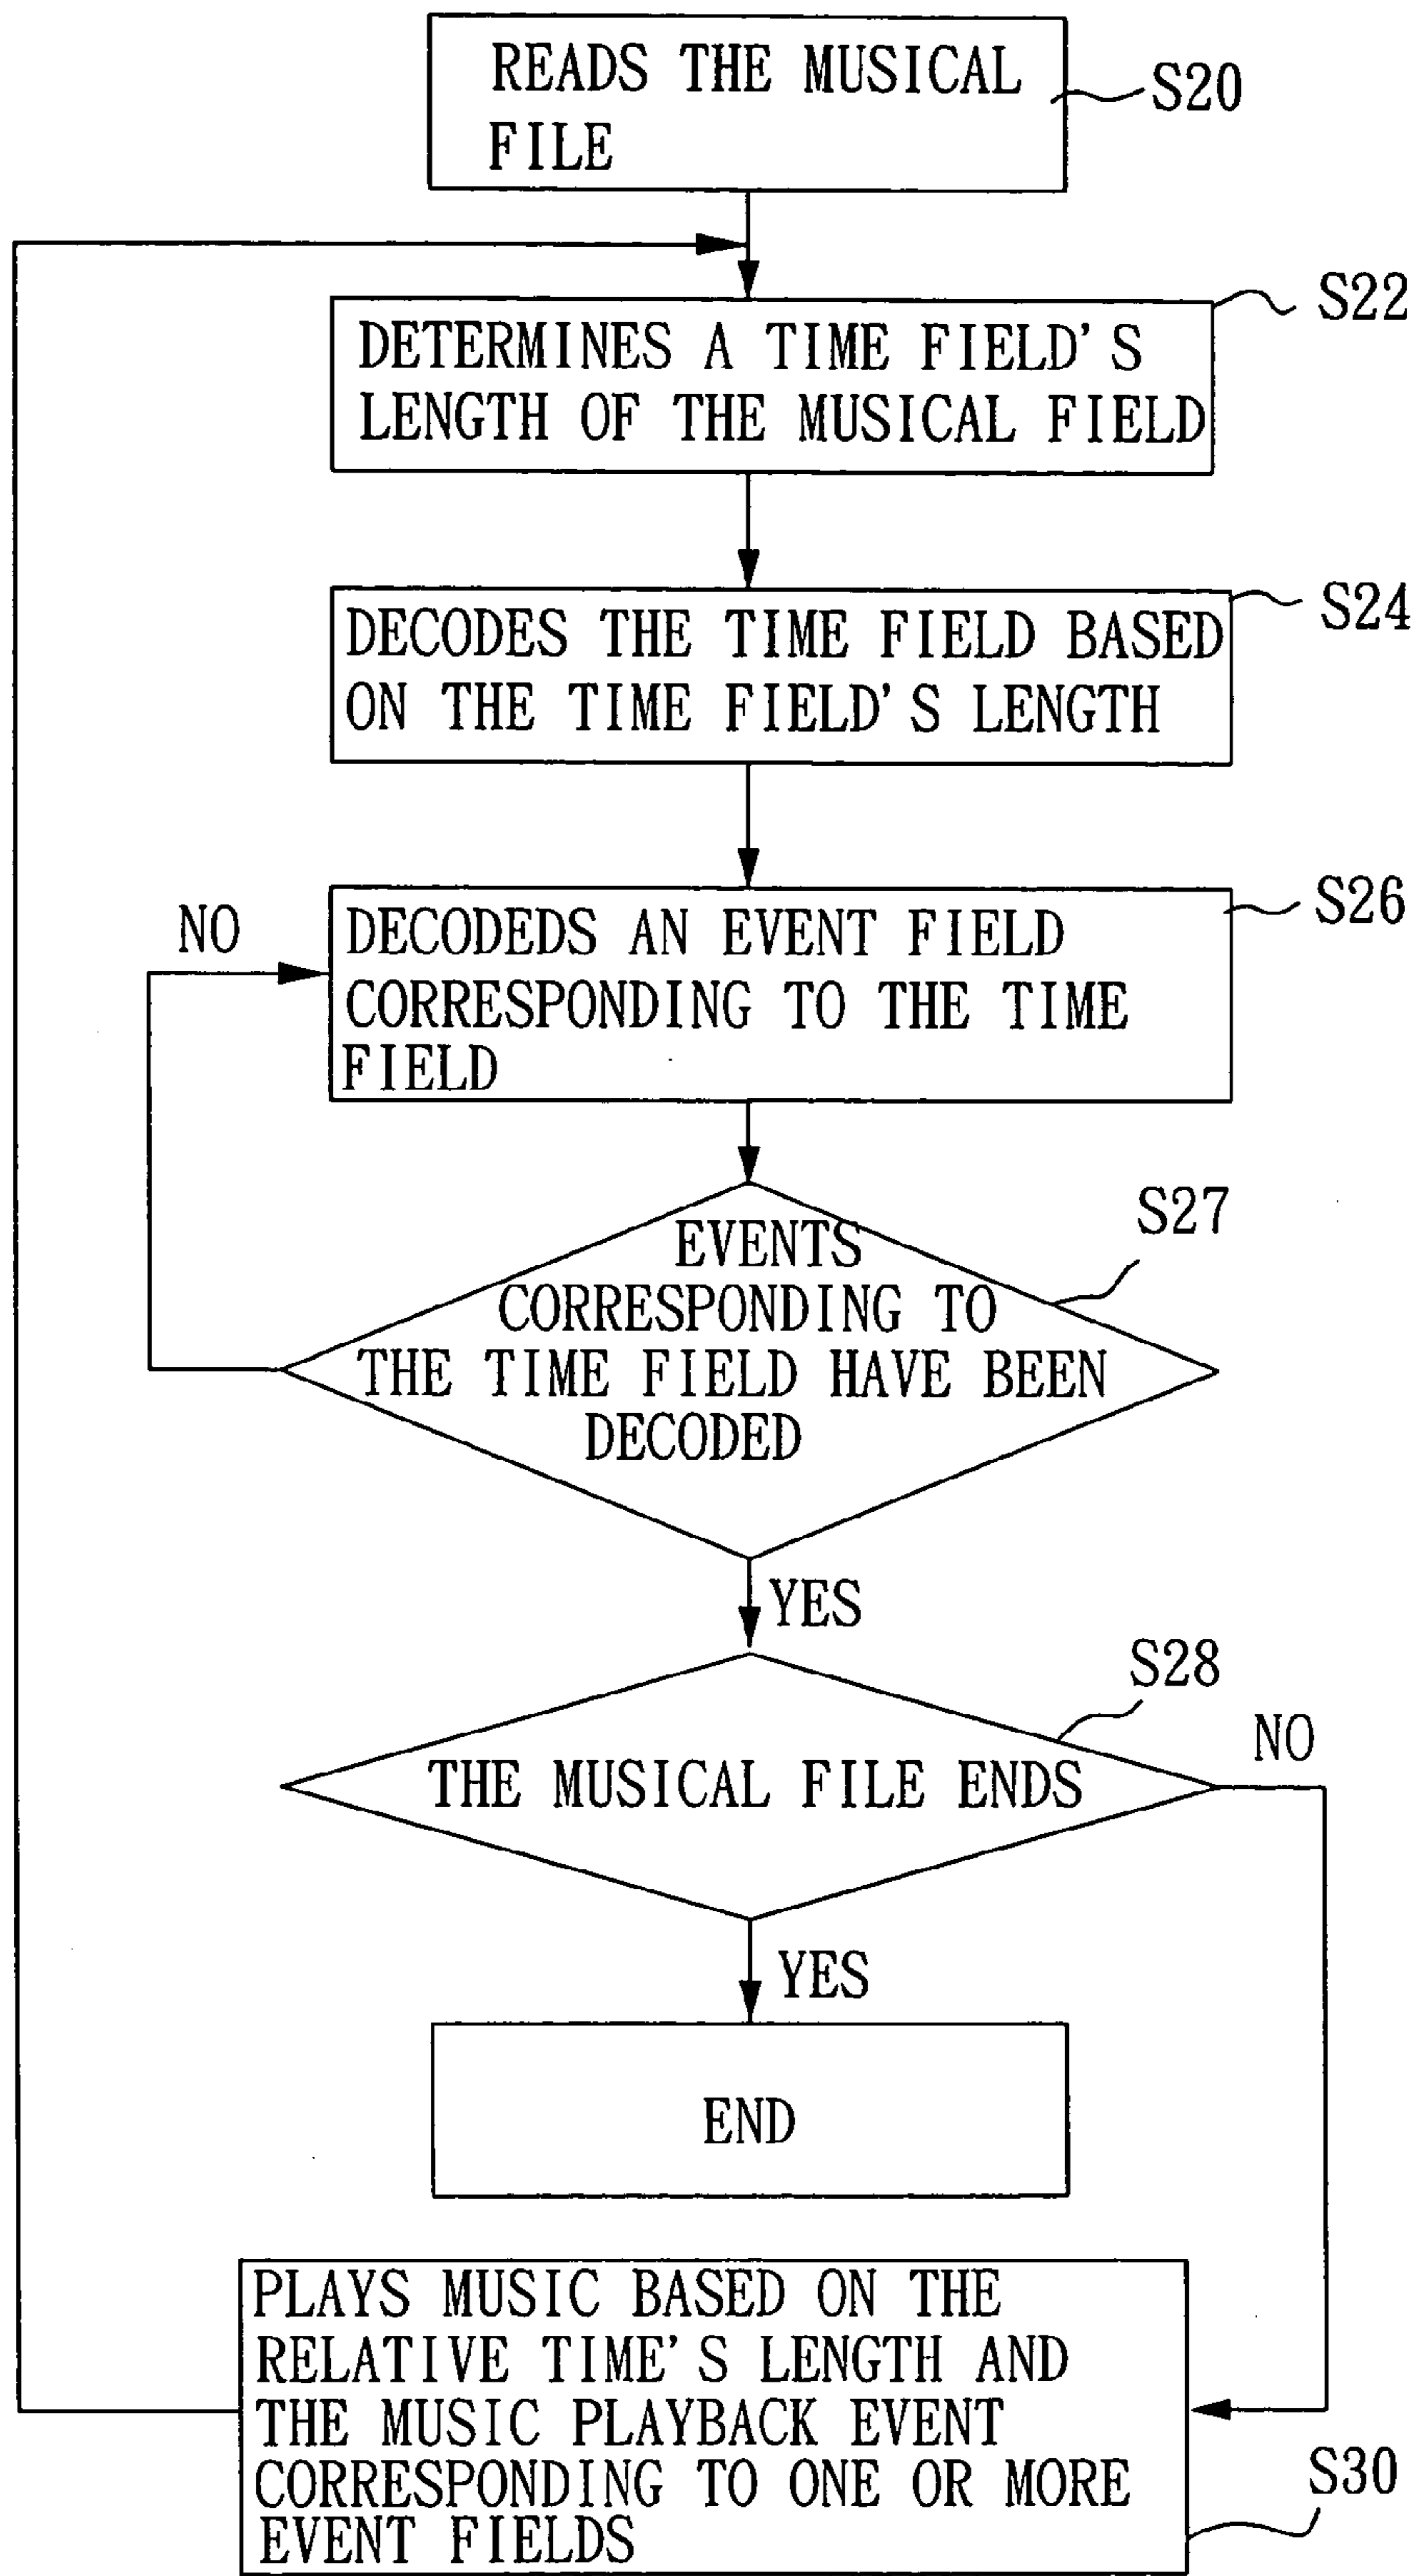 READS THE MUSICAL
FILE
S20
S22
DETERMINES A TIME FIELD'S
LENGTH OF THE MUSICAL FIELD
S24
DECODES THE TIME FIELD BASED
ON THE TIME FIELD'S LENGTH
S26
NO
DECODEDS AN EVENT FIELD
CORRESPONDING TO THE TIME
FIELD
S27
EVENTS
CORRESPONDING TO
THE TIME FIELD HAVE BEEN
DECODED
YES
S28
NO
THE MUSICAL FILE ENDS
YES
END
PLAYS MUSIC BASED ON THE
RELATIVE TIME'S LENGTH AND
THE MUSIC PLAYBACK EVENT
CORRESPONDING TO ONE OR MORE
EVENT FIELDS
S30